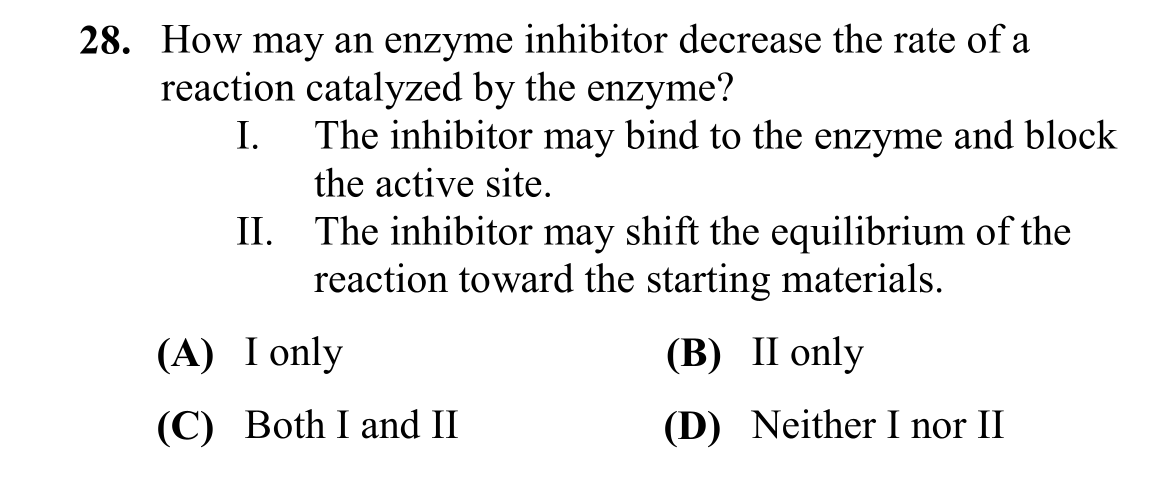 28. How may an enzyme inhibitor decrease the rate of a
reaction catalyzed by the enzyme?
I. The inhibitor may bind to the enzyme and block
the active site.
II. The inhibitor may shift the equilibrium of the
reaction toward the starting materials.
(A) I only (B) II only
(C) Both I and II (D) Neither I nor II